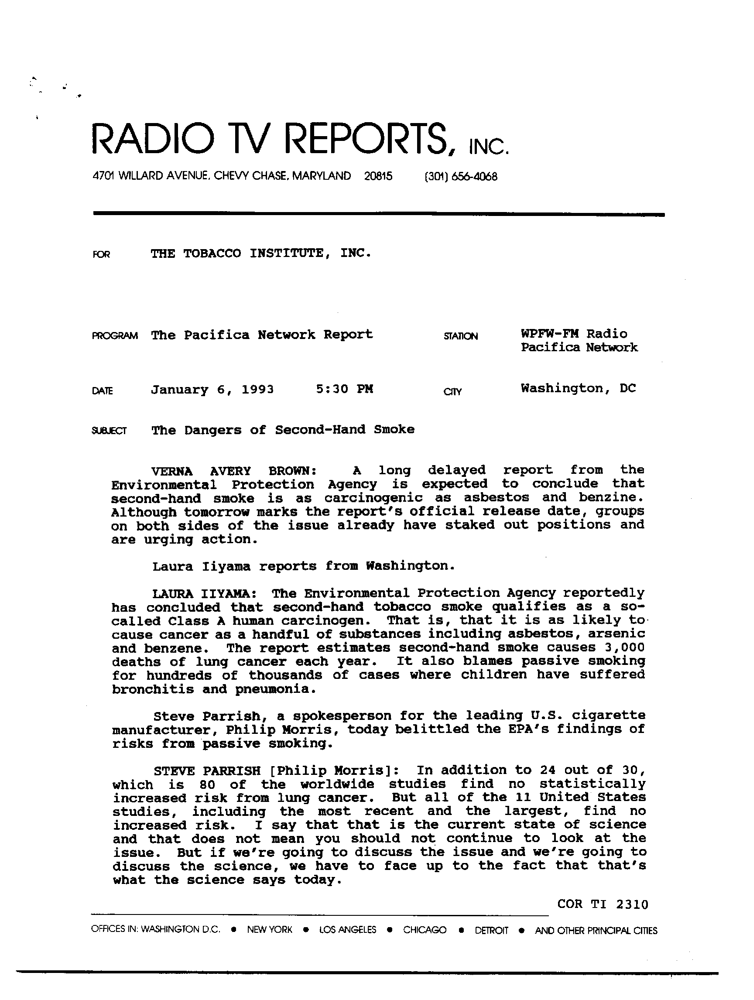 RADIO TV REPORTS, INC.
4701 WILLARD AVENUE, CHEVY CHASE, MARYLAND 20815 (301) 656-4068
FOR THE TOBACCO INSTITUTE, INC.
PROGRAM The Pacifica Network Report STATION WPFW-FM Radio
Pacifica Network
DATE January 6, 1993 5:30 PM CITY Washington, DC
SUBJECT The Dangers of Second-Hand Smoke
VERNA AVERY BROWN: A long delayed report from the
Environmental Protection Agency is expected to conclude that
second-hand smoke is as carcinogenic as asbestos and benzine.
Although tomorrow marks the report's official release date, groups
on both sides of the issue already have staked out positions and
are urging action.
Laura Iiyama reports from Washington.
LAURA IIYAMA: The Environmental Protection Agency reportedly
has concluded that second-hand tobacco smoke qualifies as a so-
called Class A human carcinogen. That is, that it is as likely to
cause cancer as a handful of substances including asbestos, arsenic
and benzene. The report estimates second-hand smoke causes 3,000
deaths of lung cancer each year. It also blames passive smoking
for hundreds of thousands of cases where children have suffered
bronchitis and pneumonia.
Steve Parrish, a spokesperson for the leading U.S. cigarette
manufacturer, Philip Morris, today belittled the EPA's findings of
risks from passive smoking.
STEVE PARRISH [Philip Morris]: In addition to 24 out of 30,
which is 80 of the worldwide studies find no statistically
increased risk from lung cancer. But all of the 11 United States
studies, including the most recent and the largest, find no
increased risk. I say that that is the current state of science
and that does not mean you should not continue to look at the
issue. But if we're going to discuss the issue and we're going to
discuss the science, we have to face up to the fact that that's
what the science says today.
COR TI 2310
OFFICES IN: WASHINGTON D.C. ● NEW YORK ● LOS ANGELES ● CHICAGO ● DETROIT ● AND OTHER PRINCIPAL CITIES